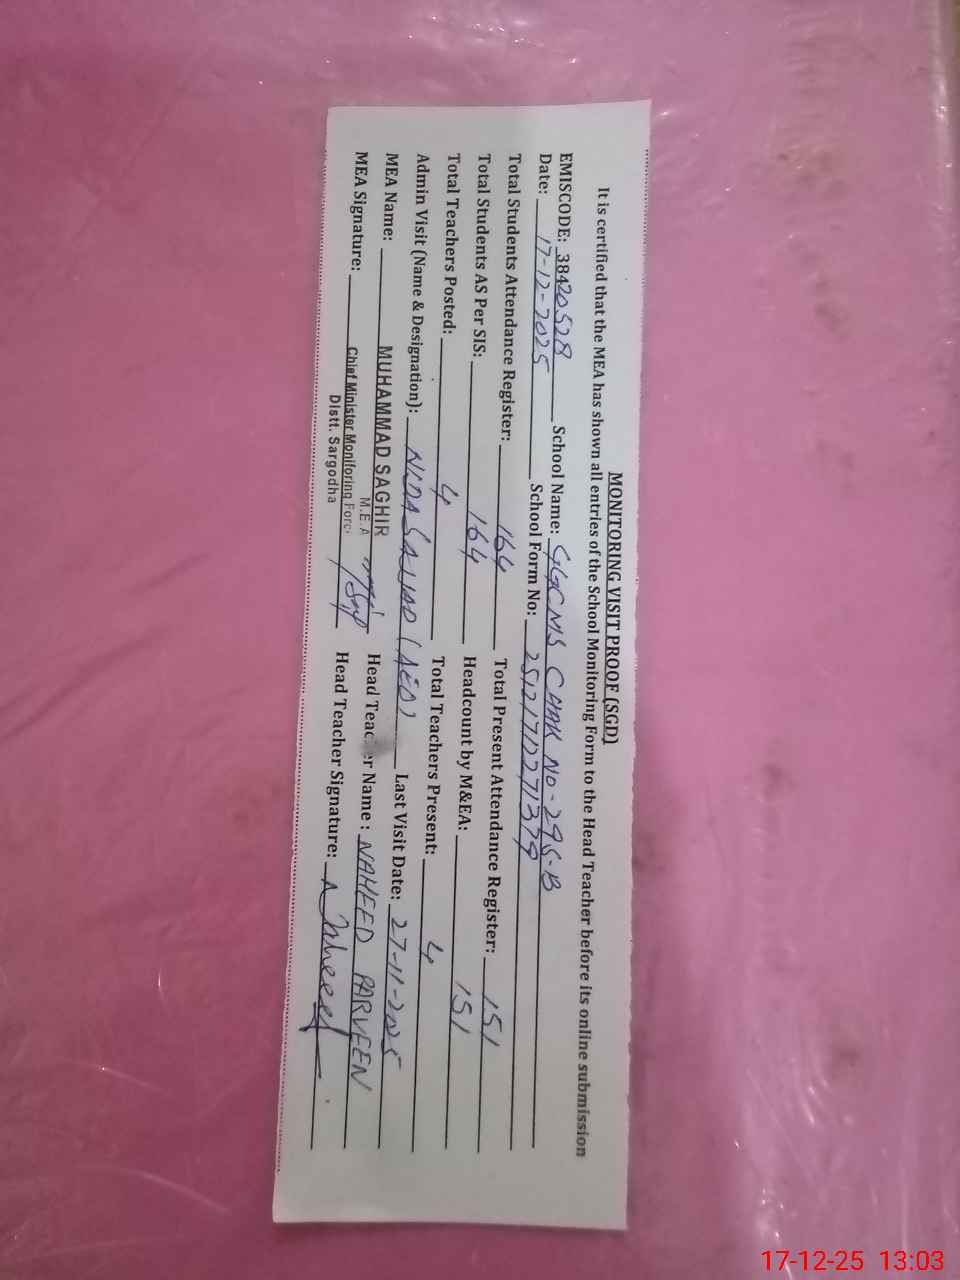 MONITORING VISIT PROOF (SGD)
It is certified that the MEA has shown all entries of the School Monitoring Form to the Head Teacher before its online submission
EMISCODE: 38420528 School Name: GGCMS CHAK NO-29S-B
Date: 17-12-2025 School Form No: 25121712271379
Total Students Attendance Register: 164 Total Present Attendance Register: 151
Total Students AS Per SIS: 164 Headcount by M&EA: 151
Total Teachers Posted: 4 Total Teachers Present: 4
Admin Visit (Name & Designation): NIDA SAJJAD (AEO) Last Visit Date: 27-11-2025
MEA Name: MUHAMMAD SAGHIR Head Teacher Name : NAHEED PARVEEN
M.E.A
MEA Signature: Chief Minister Monitoring Force Head Teacher Signature: Naheed
Distt. Sargodha
17-12-25 13:03